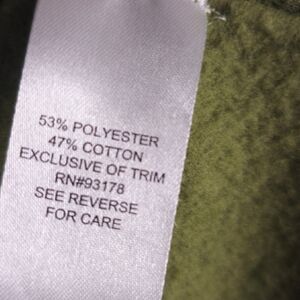 53% POLYESTER
47% COTTON
EXCLUSIVE OF TRIM
RN#93178
SEE REVERSE
FOR CARE